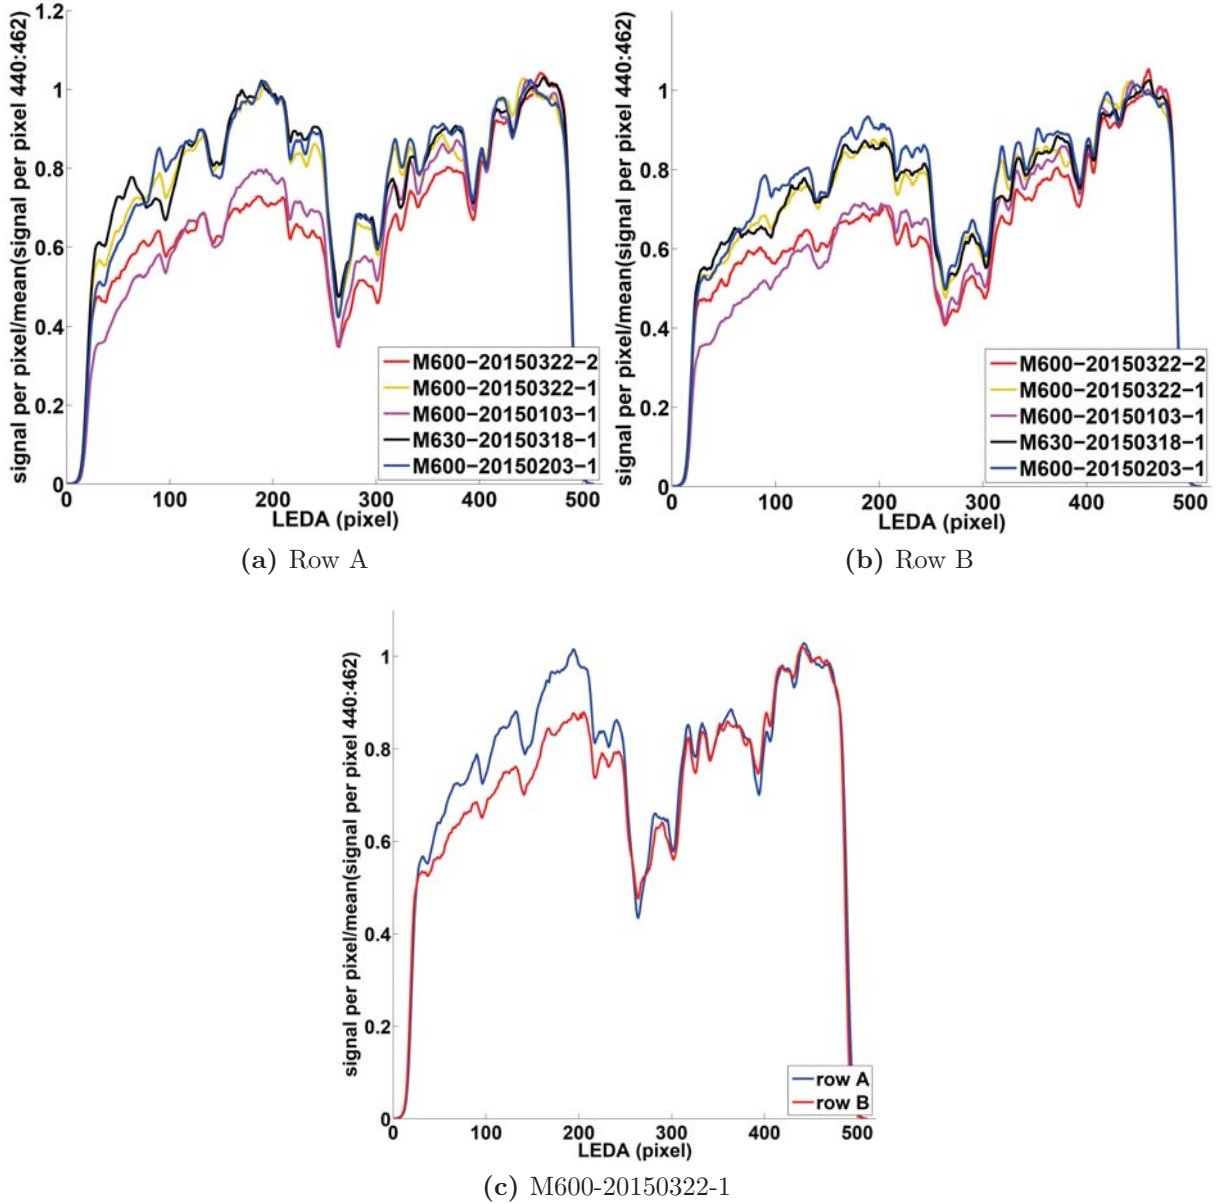 signal per pixel/mean(signal per pixel 440:462)
1.2
1
0.8
0.6
0.4
0.2
0
M600−20150322−2
M600−20150322−1
M600−20150103−1
M630−20150318−1
M600−20150203−1
0 100 200 300 400 500
LEDA (pixel)
(a) Row A
signal per pixel/mean(signal per pixel 440:462)
1
0.8
0.6
0.4
0.2
0
M600−20150322−2
M600−20150322−1
M600−20150103−1
M630−20150318−1
M600−20150203−1
0 100 200 300 400 500
LEDA (pixel)
(b) Row B
signal per pixel/mean(signal per pixel 440:462)
1
0.8
0.6
0.4
0.2
0
row A
row B
0 100 200 300 400 500
LEDA (pixel)
(c) M600-20150322-1